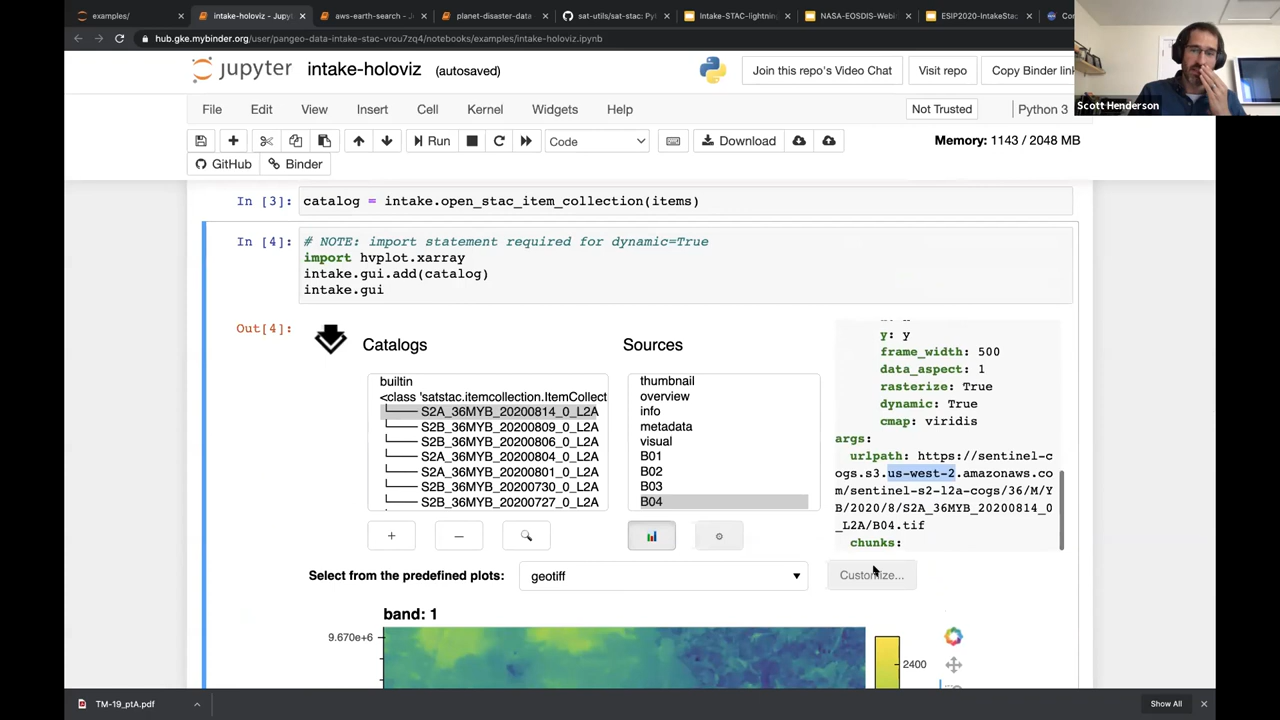 examples/
intake-holoviz - Jupyt
aws-earth-search - Ju
planet-disaster-data
sat-utils/sat-stac: Py
Intake-STAC-lightnin
NASA-EOSDIS-Webi
ESIP2020-IntakeSta
Co
hub.gke.mybinder.org/user/pangeo-data-intake-stac-vrou7zq4/notebooks/examples/intake-holoviz.ipynb
Scott Henderson
jupyter
intake-holoviz (autosaved)
Join this repo's Video Chat
Visit repo
Copy Binder link
File Edit View Insert Cell Kernel Widgets Help
Not Trusted
Python 3
Run
Code
Download
Memory: 1143 / 2048 MB
GitHub
Binder
In [3]: catalog = intake.open_stac_item_collection(items)
In [4]: # NOTE: import statement required for dynamic=True
import hvplot.xarray
intake.gui.add(catalog)
intake.gui
Out[4]:
Catalogs
builtin
<class 'satstac.itemcollection.ItemCollect
S2A_36MYB_20200814_0_L2A
S2B_36MYB_20200809_0_L2A
S2B_36MYB_20200806_0_L2A
S2A_36MYB_20200804_0_L2A
S2A_36MYB_20200801_0_L2A
S2B_36MYB_20200730_0_L2A
S2B_36MYB_20200727_0_L2A
Sources
thumbnail
overview
info
metadata
visual
B01
B02
B03
B04
y: y
frame_width: 500
data_aspect: 1
rasterize: True
dynamic: True
cmap: viridis
args:
urlpath: https://sentinel-c
ogs.s3.us-west-2.amazonaws.co
m/sentinel-s2-l2a-cogs/36/M/Y
B/2020/8/S2A_36MYB_20200814_0
_L2A/B04.tif
chunks:
Select from the predefined plots:
geotiff
Customize...
band: 1
9.670e+6
2400
TM-19_ptA.pdf
Show All